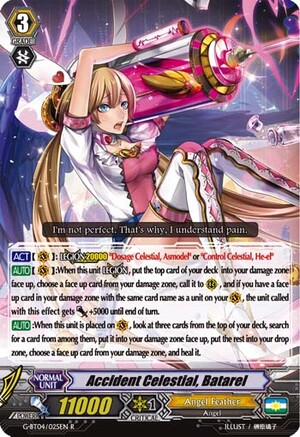 3
GRADE
I'm not perfect. That's why, I understand pain.
ACT [ ]: LEGION 20000 "Dosage Celestial, Asmodel" or "Control Celestial, He-el"
AUTO [ ]:When this unit LEGION, put the top card of your deck into your damage zone
face up, choose a face up card from your damage zone, call it to , and if you have a face
up card in your damage zone with the same card name as a unit on your , the unit called
with this effect gets +5000 until end of turn.
AUTO :When this unit is placed on , look at three cards from the top of your deck, search
for a card from among them, put it into your damage zone face up, put the rest into your drop
zone, choose a face up card from your damage zone, and heal it.
NORMAL UNIT
Accident Celestial, Batarel
POWER
11000
1
CRITICAL
Angel Feather
Angel
G-BT04/025EN R
ILLUST /